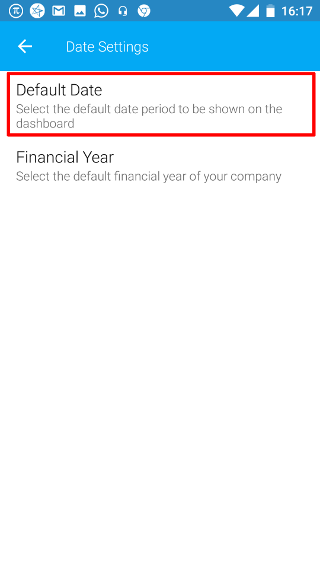 16:17
Date Settings
Default Date
Select the default date period to be shown on the
dashboard
Financial Year
Select the default financial year of your company